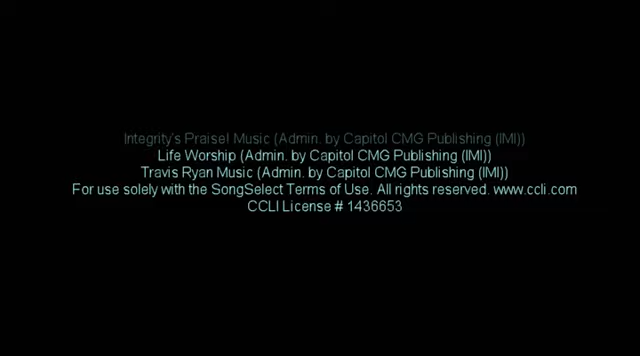 Integrity's Praise! Music (Admin. by Capitol CMG Publishing (IMI))
Life Worship (Admin. by Capitol CMG Publishing (IMI))
Travis Ryan Music (Admin. by Capitol CMG Publishing (IMI))
For use solely with the SongSelect Terms of Use. All rights reserved. www.ccli.com
CCLI License # 1436653